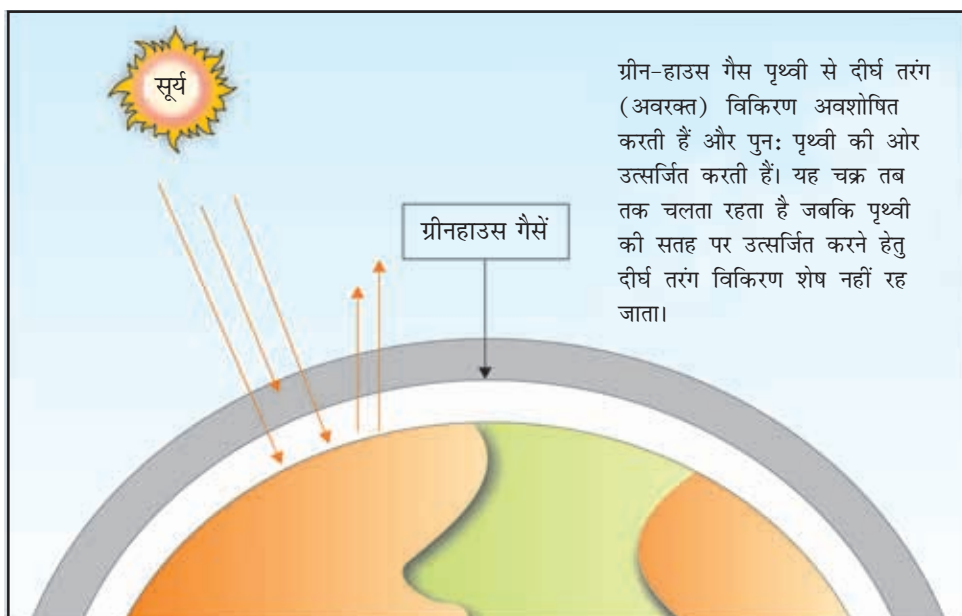 सूर्य
ग्रीन-हाउस गैस पृथ्वी से दीर्घ तरंग
(अवरक्त) विकिरण अवशोषित
करती हैं और पुन: पृथ्वी की ओर
उत्सर्जित करती हैं। यह चक्र तब
तक चलता रहता है जबकि पृथ्वी
की सतह पर उत्सर्जित करने हेतु
दीर्घ तरंग विकिरण शेष नहीं रह
जाता।
ग्रीनहाउस गैसें